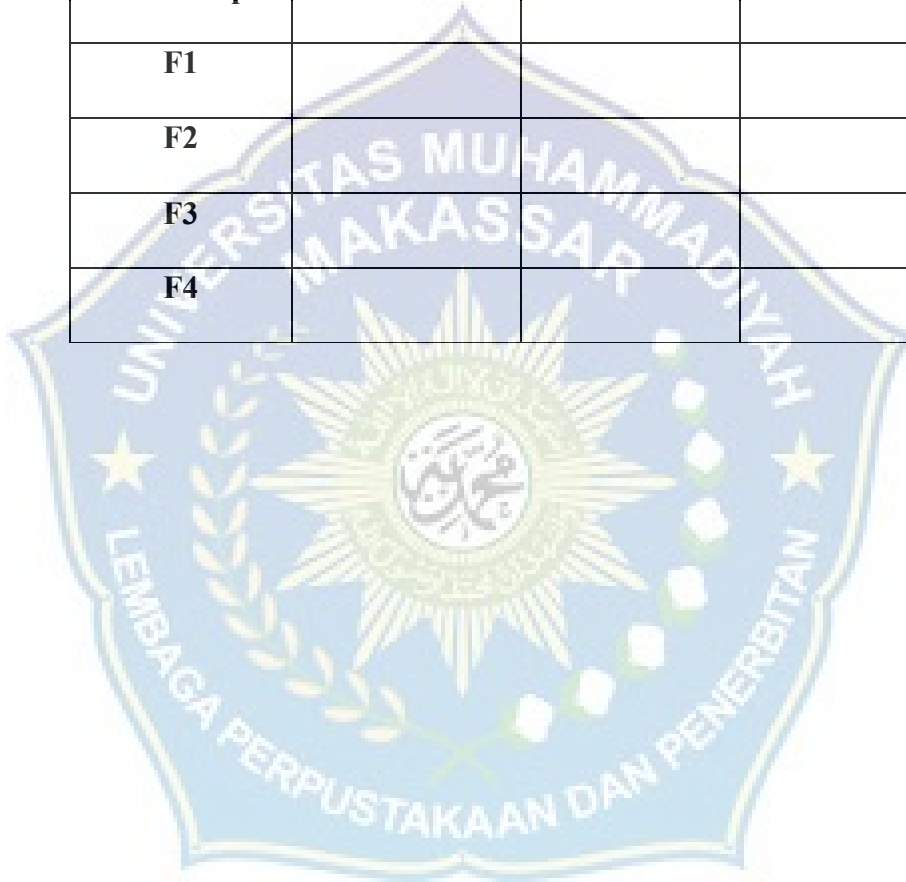 F1
F2
F3
F4
UNIVERSITAS MUHAMMADIYAH
MAKASSAR
LEMBAGA PERPUSTAKAAN DAN PENERBITAN